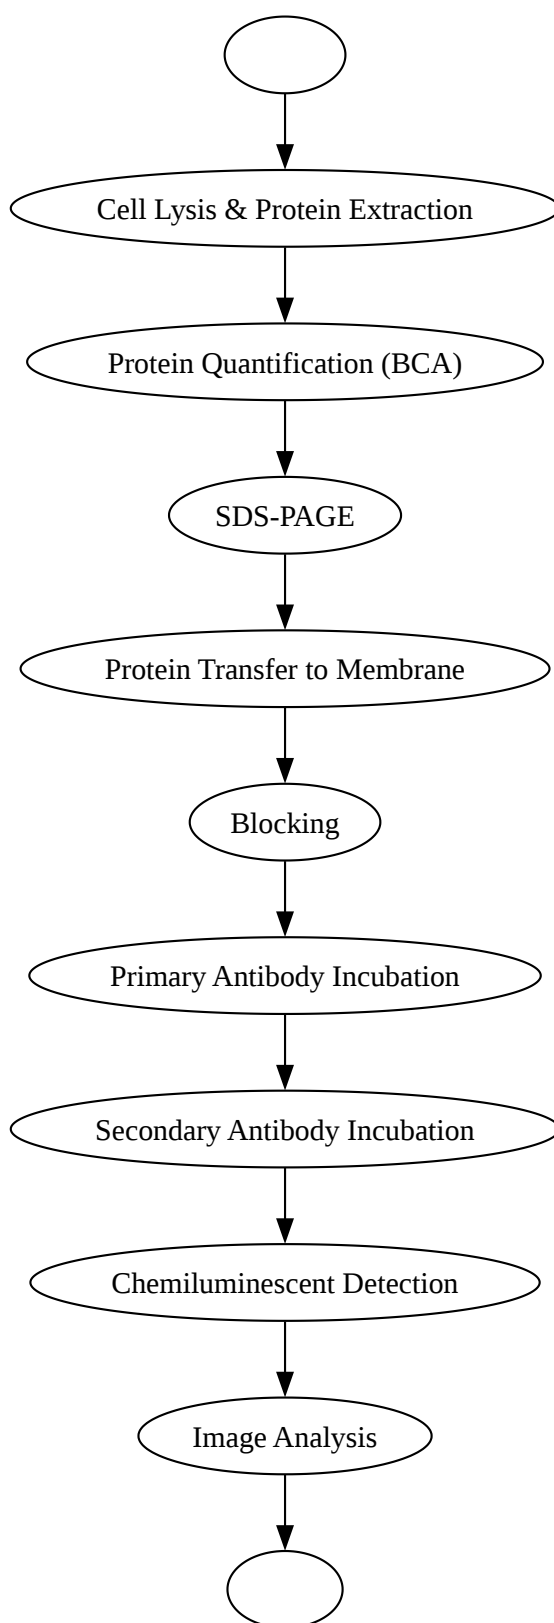 Cell Lysis & Protein Extraction
Protein Quantification (BCA)
SDS-PAGE
Protein Transfer to Membrane
Blocking
Primary Antibody Incubation
Secondary Antibody Incubation
Chemiluminescent Detection
Image Analysis